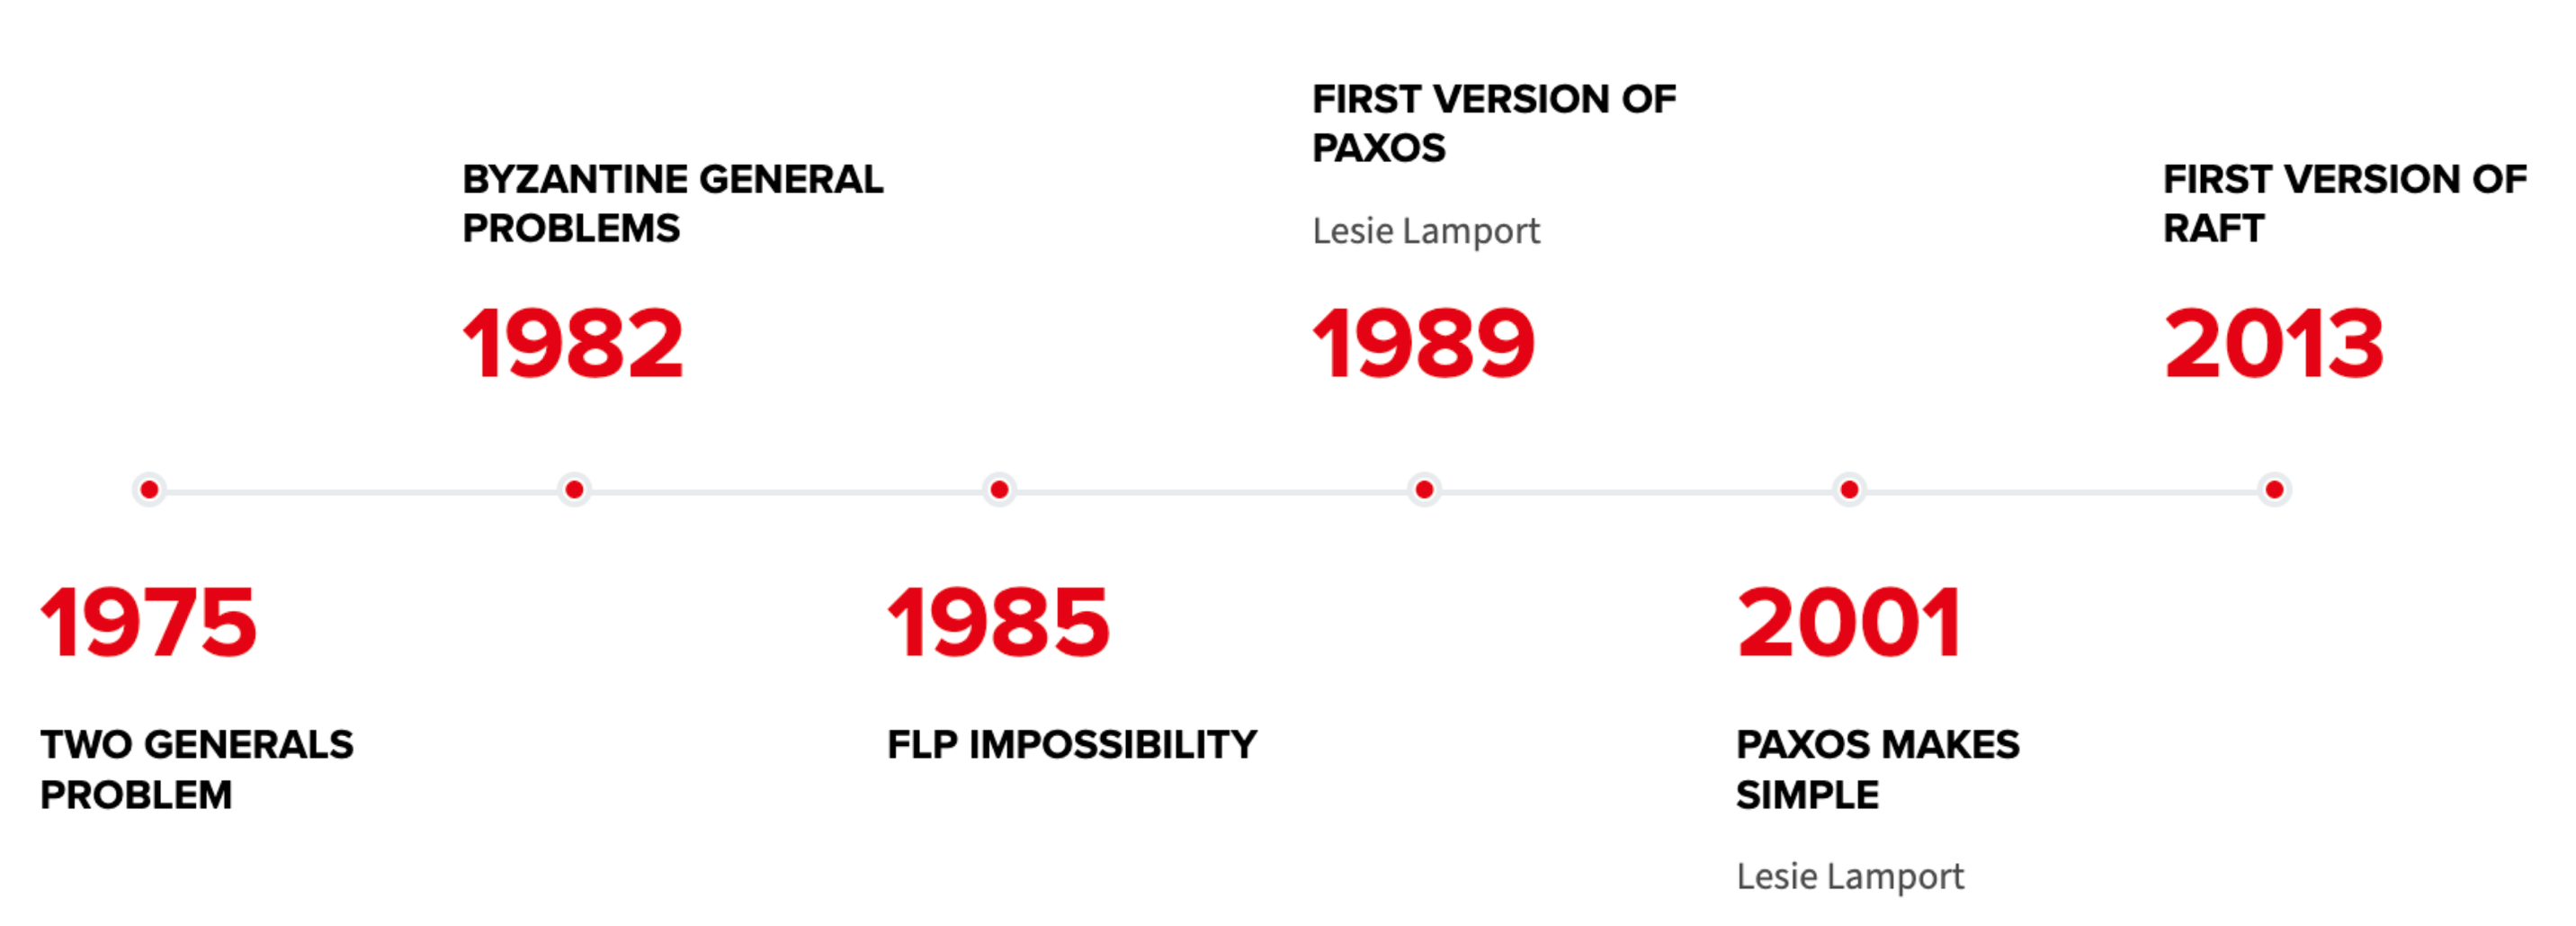 1975
TWO GENERALS
PROBLEM
BYZANTINE GENERAL
PROBLEMS
1982
1985
FLP IMPOSSIBILITY
FIRST VERSION OF
PAXOS
Lesie Lamport
1989
2001
PAXOS MAKES
SIMPLE
Lesie Lamport
FIRST VERSION OF
RAFT
2013